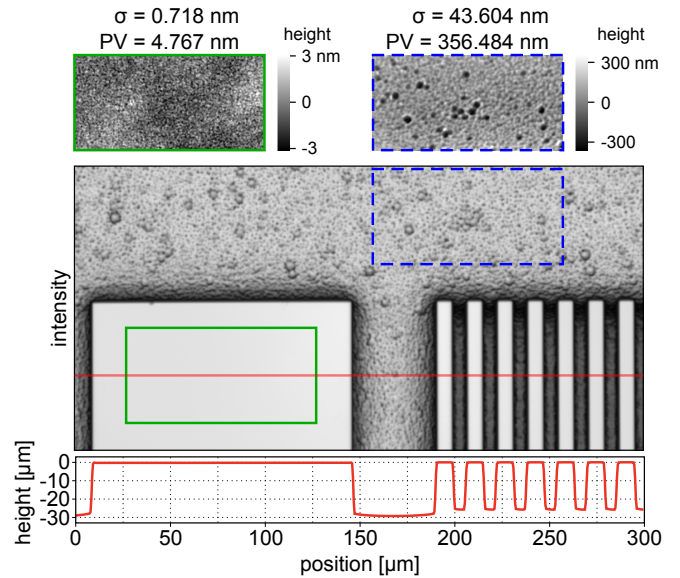 σ = 0.718 nm
PV = 4.767 nm
height
3 nm
0
-3
σ = 43.604 nm
PV = 356.484 nm
height
300 nm
0
-300
intensity
height [µm]
0
-10
-20
-30
0
50
100
150
200
250
300
position [µm]